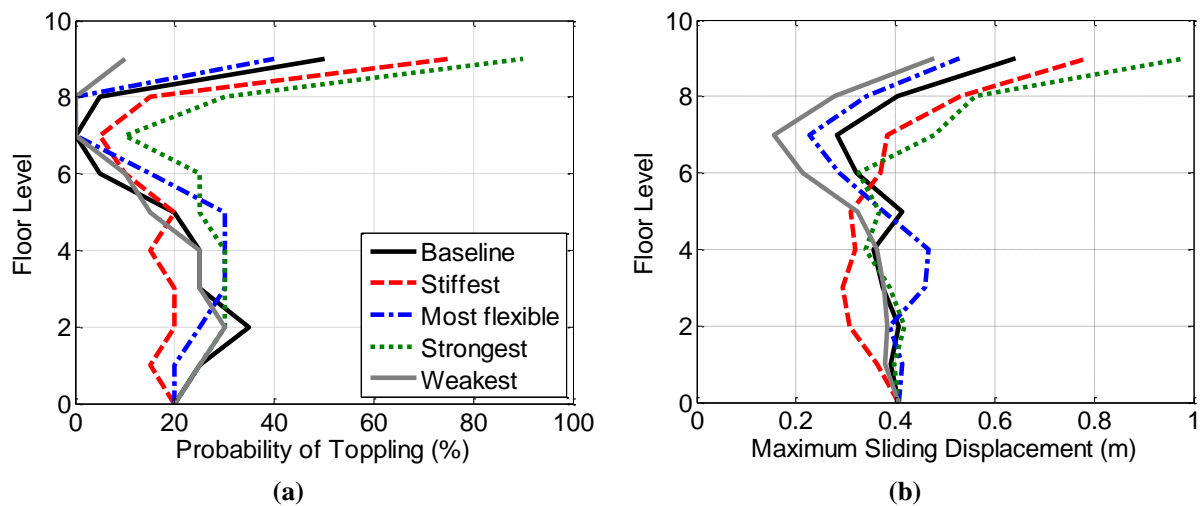 10
8
6
4
2
0
Floor Level
0 20 40 60 80 100
Probability of Toppling (%)
Baseline
Stiffest
Most flexible
Strongest
Weakest
(a)
10
8
6
4
2
0
Floor Level
0 0.2 0.4 0.6 0.8 1
Maximum Sliding Displacement (m)
(b)